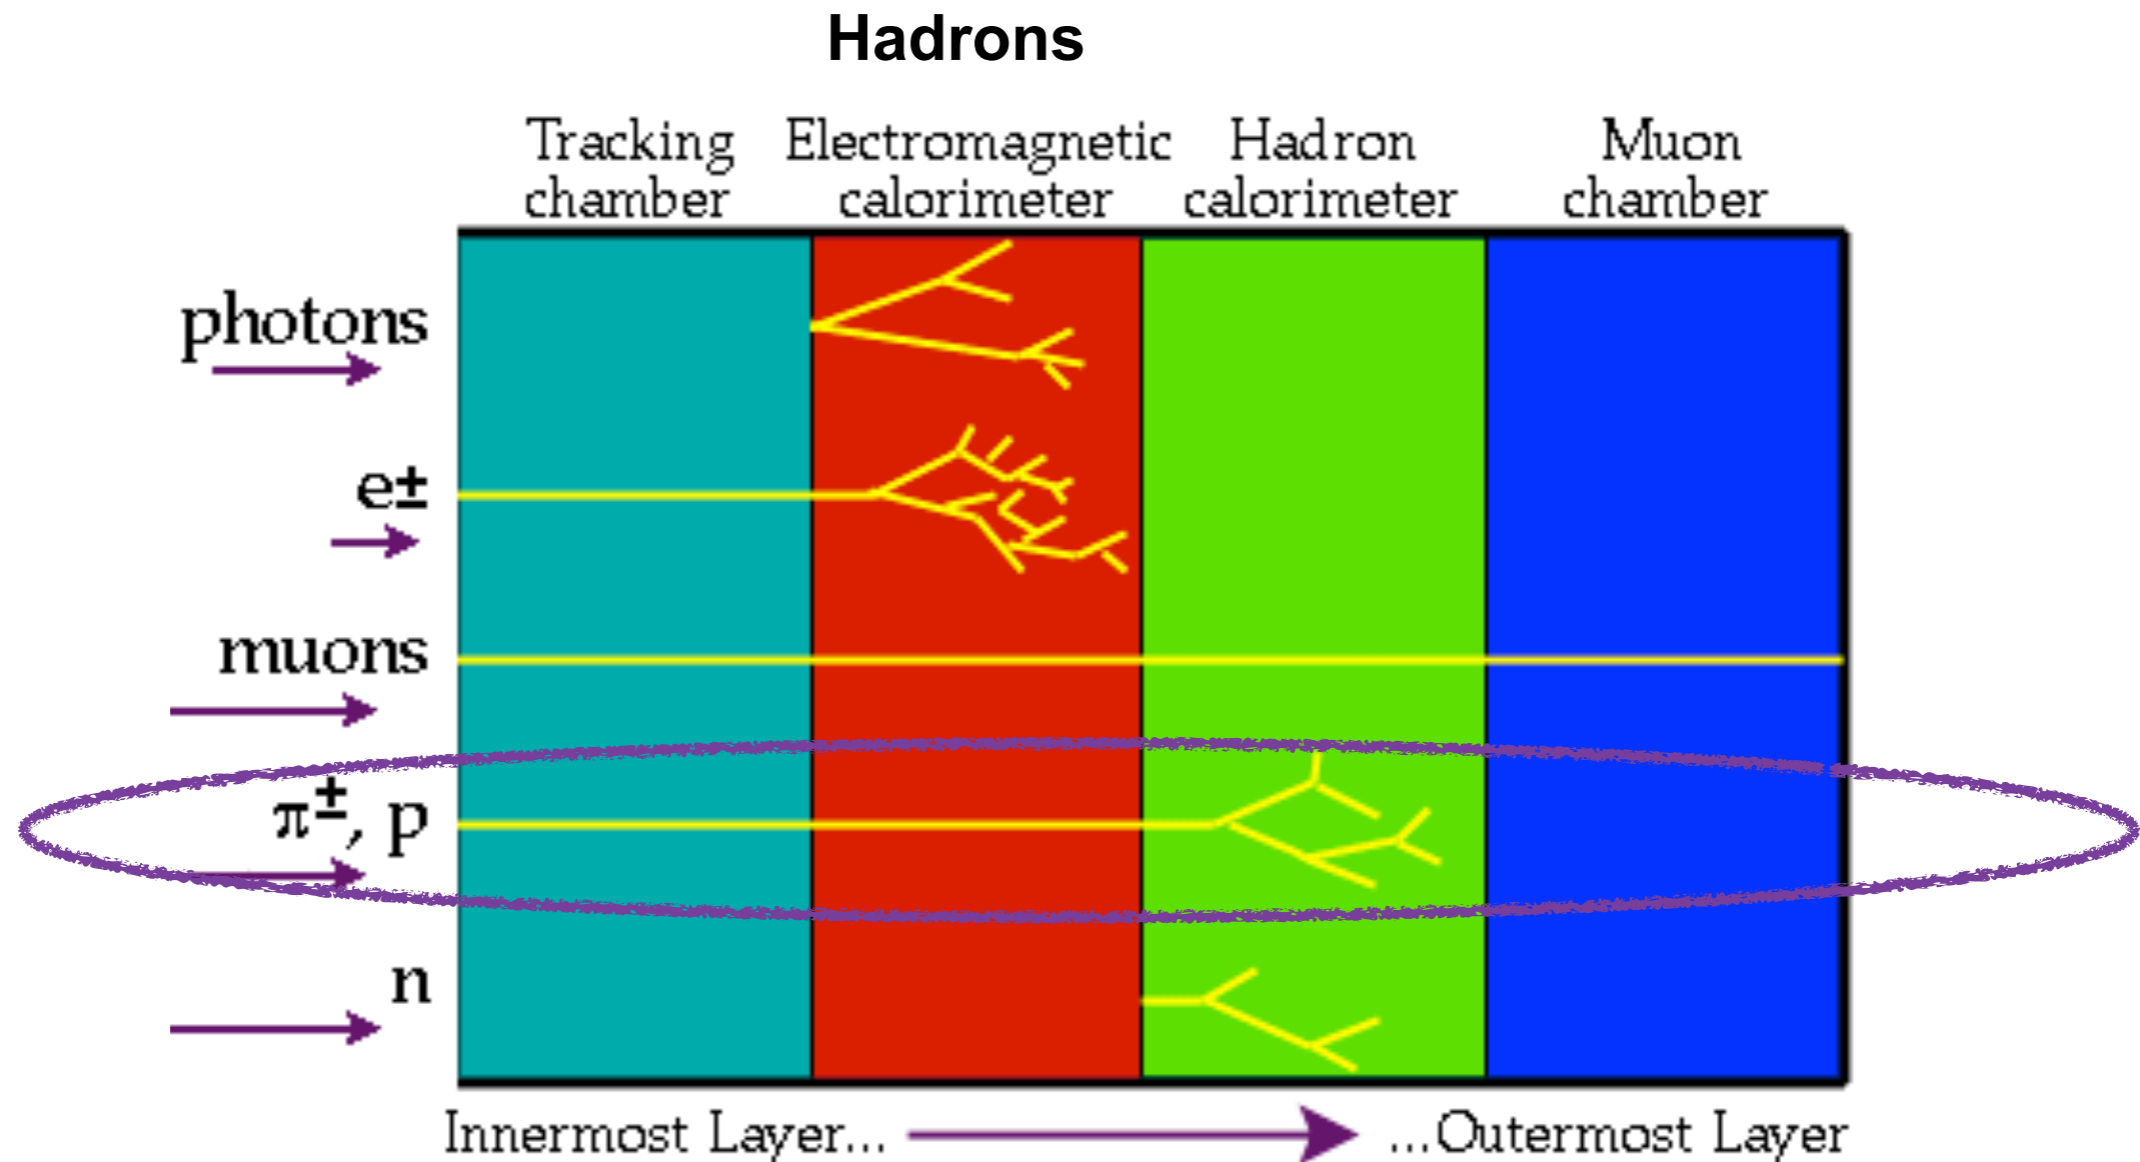 Hadrons
Tracking chamber
Electromagnetic calorimeter
Hadron calorimeter
Muon chamber
photons
e±
muons
π±, p
n
Innermost Layer... ...Outermost Layer